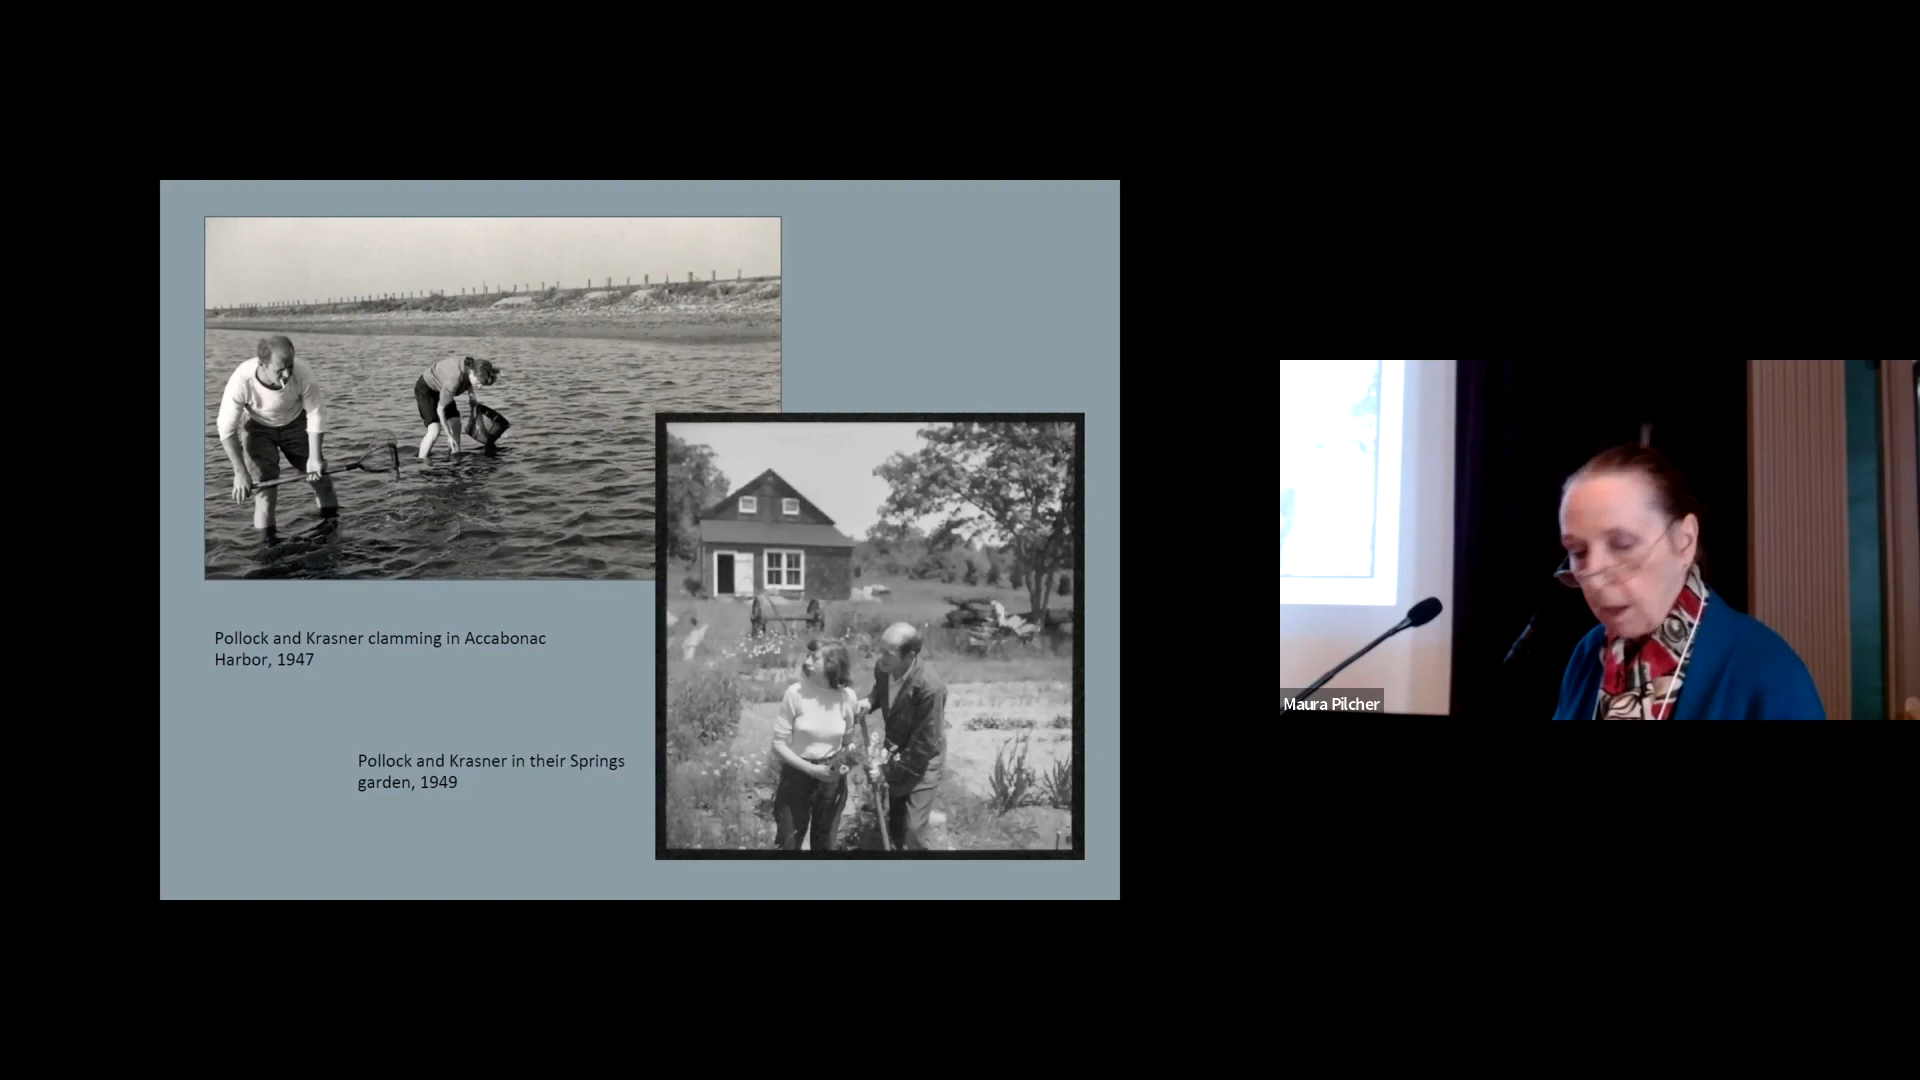 Pollock and Krasner clamming in Accabonac
Harbor, 1947
Pollock and Krasner in their Springs
garden, 1949
Maura Pilcher